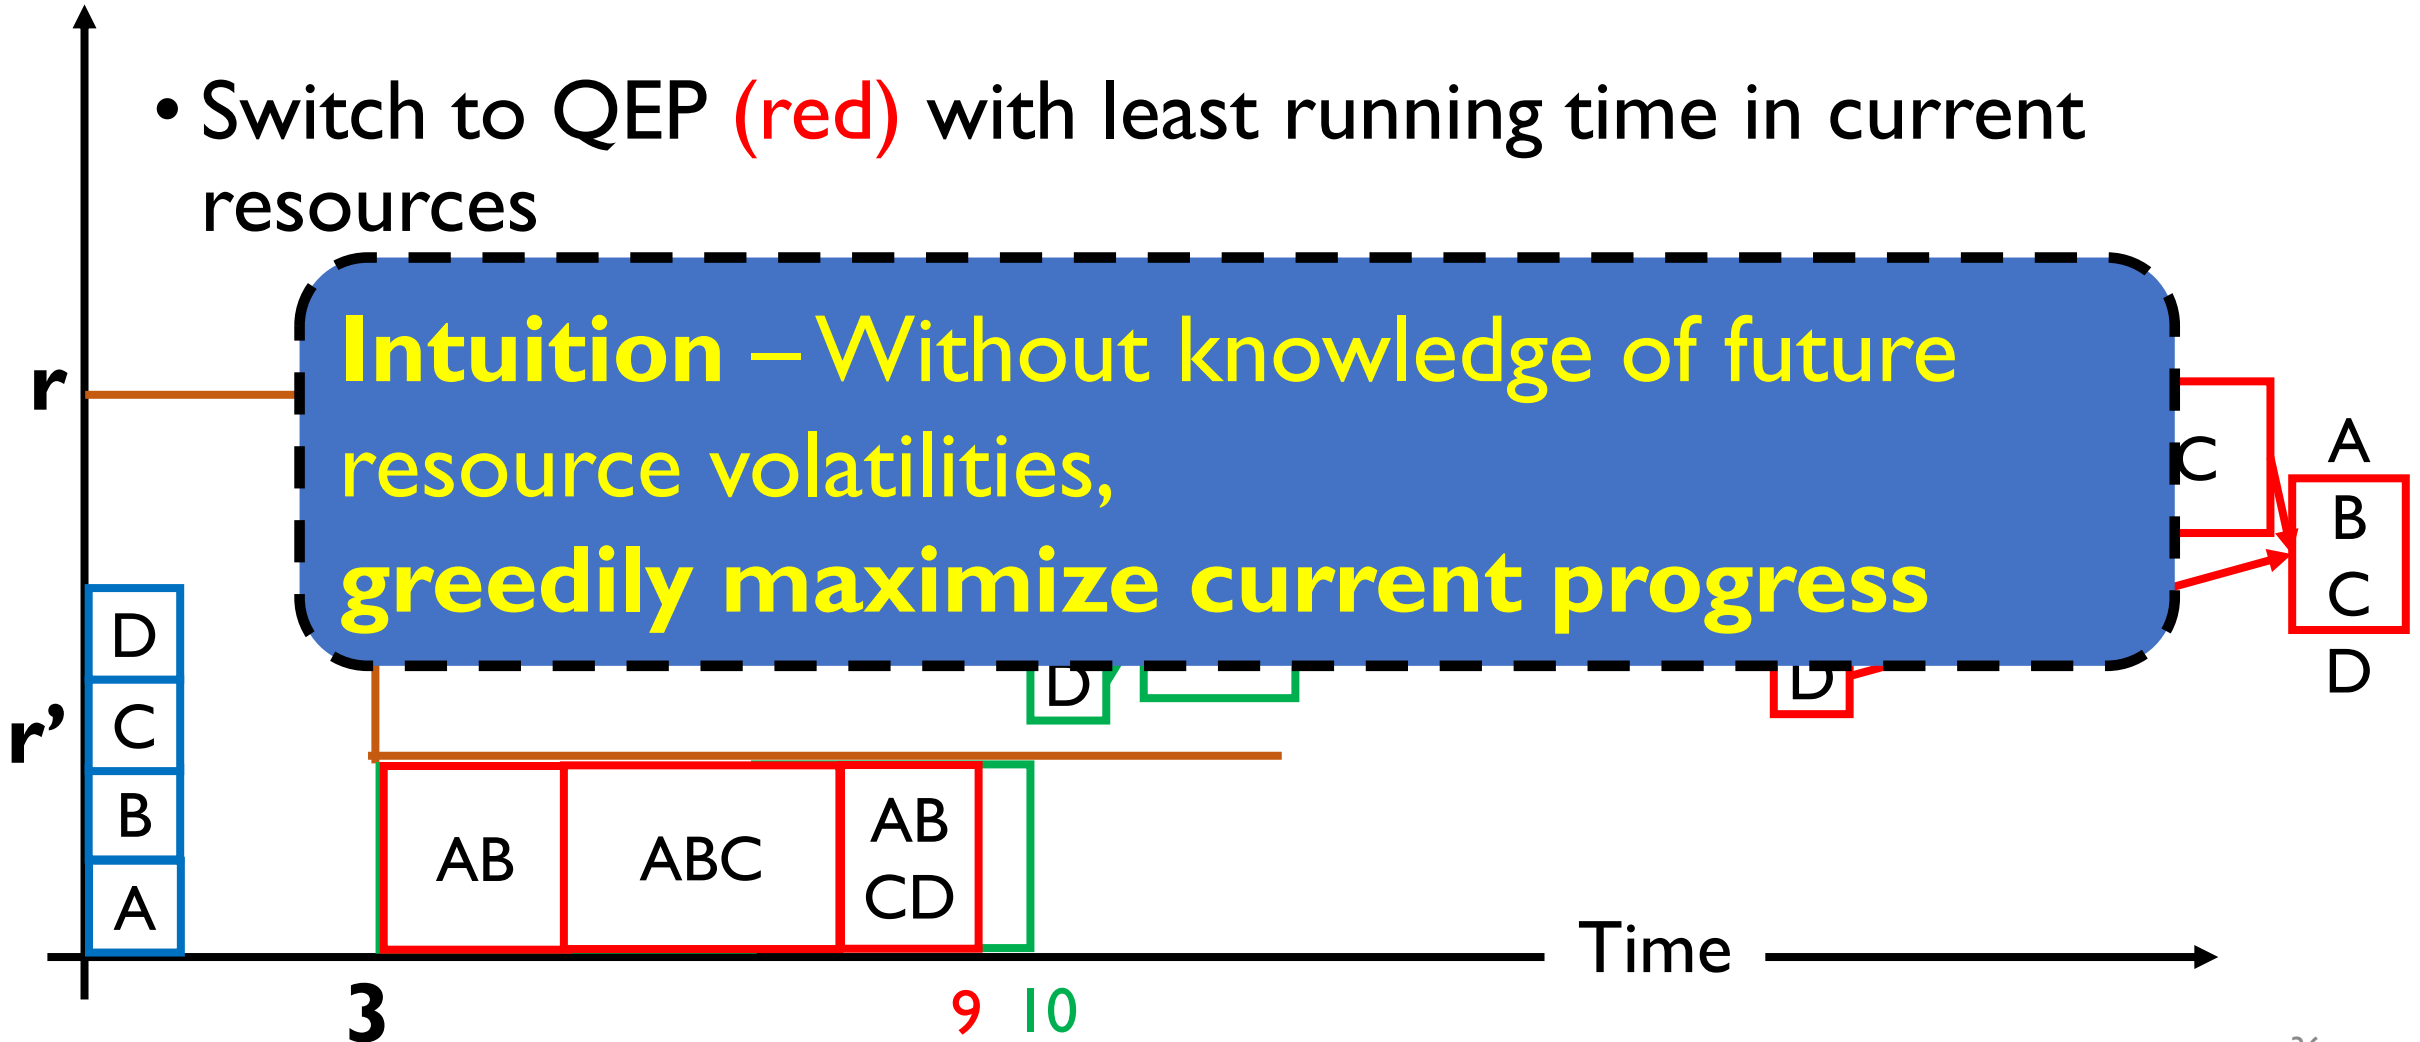 • Switch to QEP (red) with least running time in current
resources
Intuition – Without knowledge of future
resource volatilities,
greedily maximize current progress
r
C
A
B
C
D
D
C
B
A
r’
D
D
AB
ABC
AB
CD
Time
3
9
10